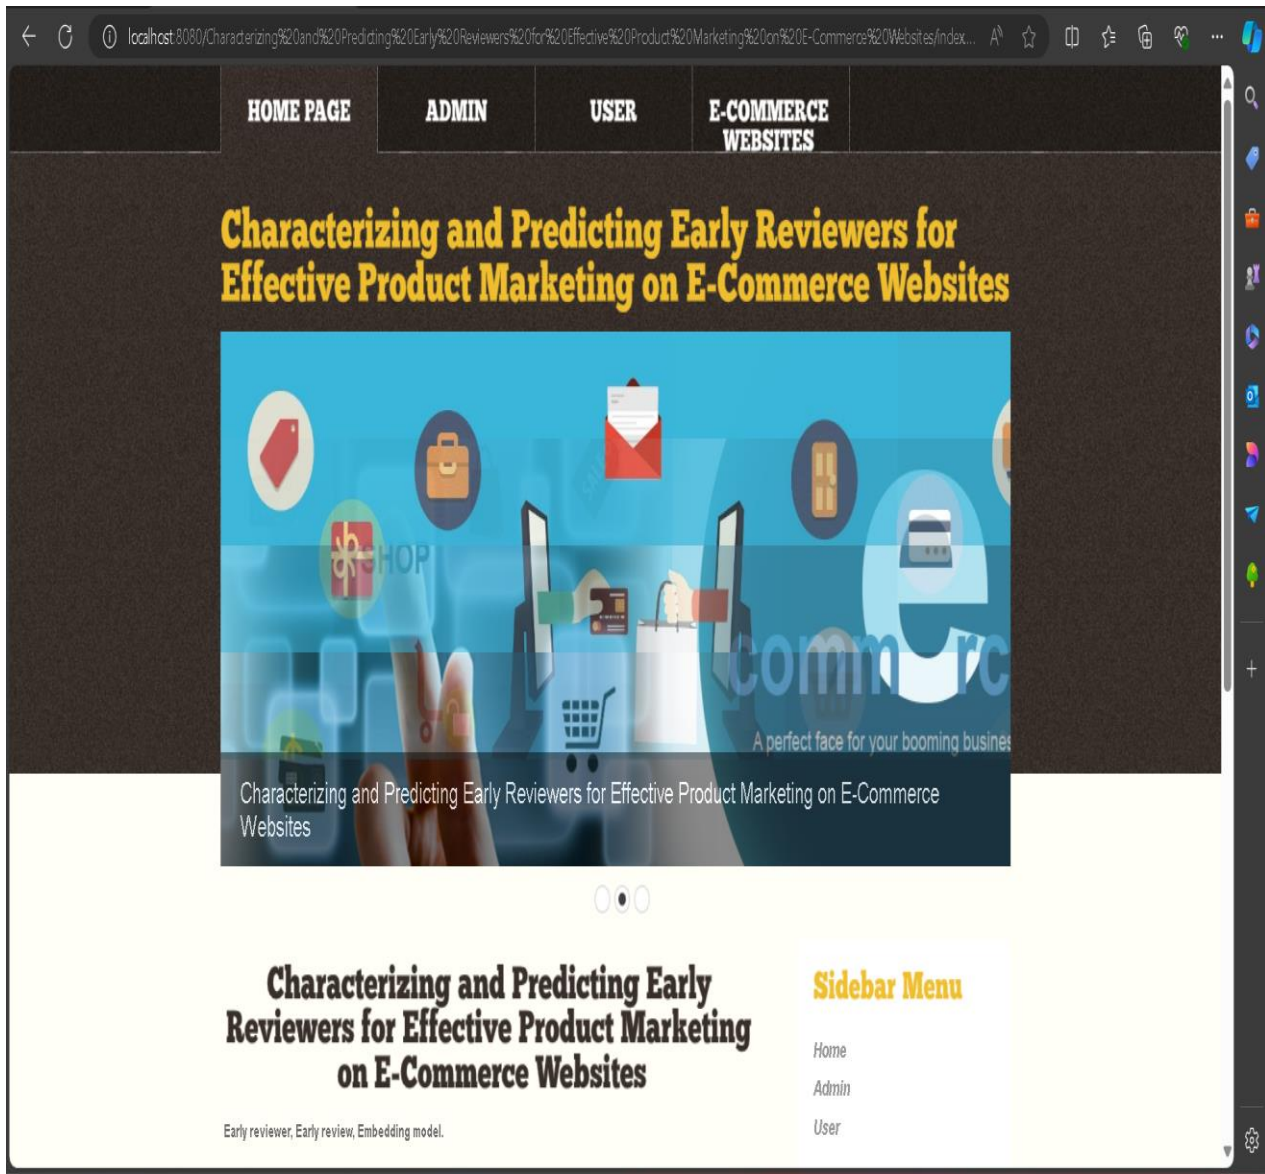 localhost:8080/Characterizing%20and%20Predicting%20Early%20Reviewers%20for%20Effective%20Product%20Marketing%20on%20E-Commerce%20Websites/index...
HOME PAGE
ADMIN
USER
E-COMMERCE
WEBSITES
Characterizing and Predicting Early Reviewers for
Effective Product Marketing on E-Commerce Websites
SHOP
comm e rc
A perfect face for your booming busines
Characterizing and Predicting Early Reviewers for Effective Product Marketing on E-Commerce
Websites
Characterizing and Predicting Early
Reviewers for Effective Product Marketing
on E-Commerce Websites
Early reviewer, Early review, Embedding model.
Sidebar Menu
Home
Admin
User